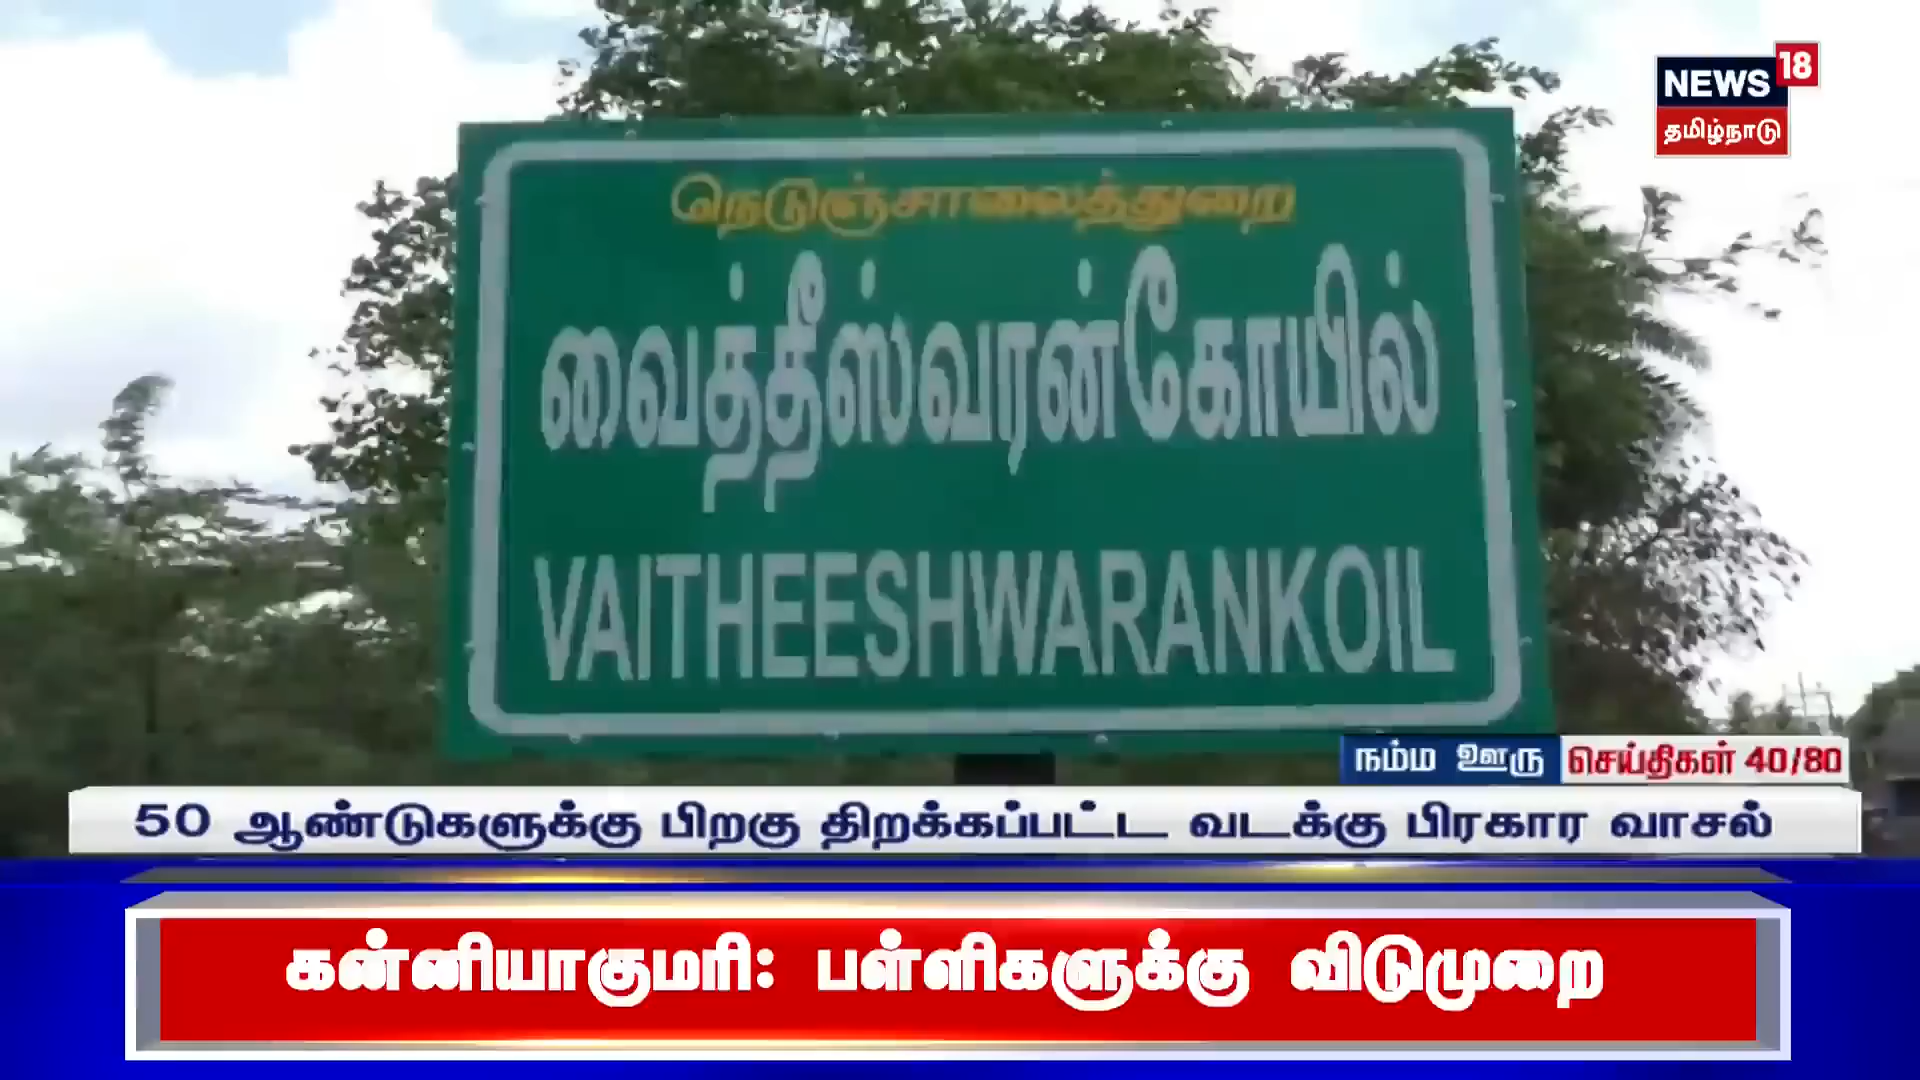 NEWS 18
தமிழ்நாடு
நெடுஞ்சாலைத்துறை
வைத்தீஸ்வரன்கோயில்
VAITHEESHWARANKOIL
நம்ம ஊரு செய்திகள் 40/80
50 ஆண்டுகளுக்கு பிறகு திறக்கப்பட்ட வடக்கு பிரகார வாசல்
கன்னியாகுமரி: பள்ளிகளுக்கு விடுமுறை